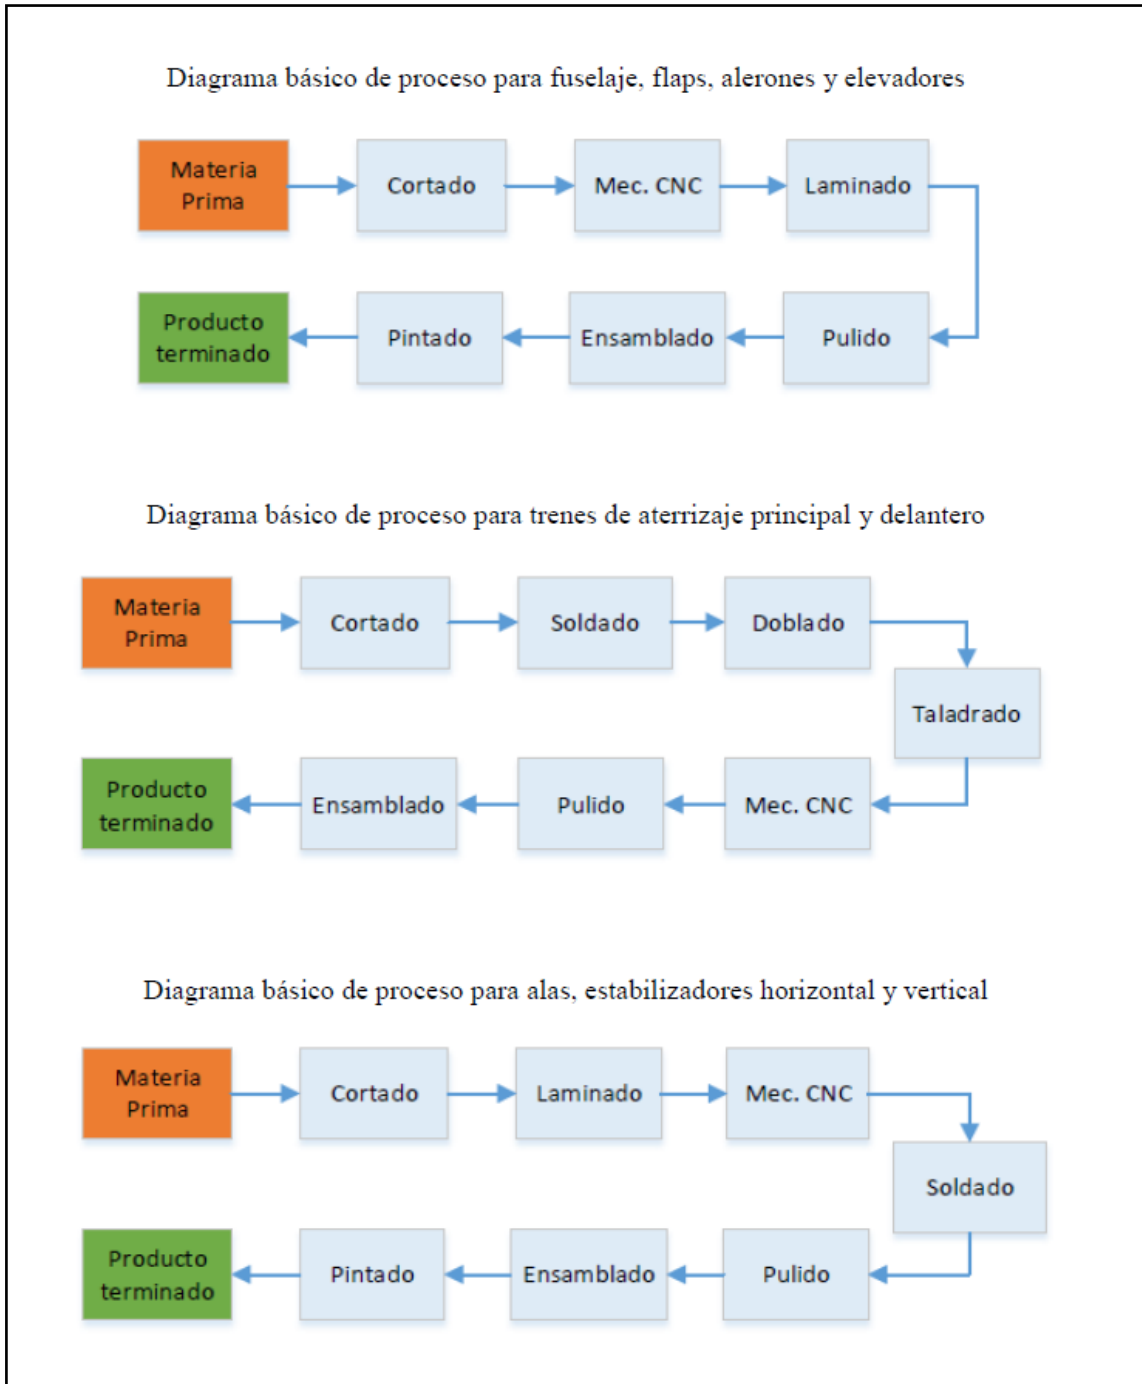 Diagrama básico de proceso para fuselaje, flaps, alerones y elevadores
Materia
Prima
Cortado
Mec. CNC
Laminado
Producto
terminado
Pintado
Ensamblado
Pulido
Diagrama básico de proceso para trenes de aterrizaje principal y delantero
Materia
Prima
Cortado
Soldado
Doblado
Taladrado
Producto
terminado
Ensamblado
Pulido
Mec. CNC
Diagrama básico de proceso para alas, estabilizadores horizontal y vertical
Materia
Prima
Cortado
Laminado
Mec. CNC
Soldado
Producto
terminado
Pintado
Ensamblado
Pulido